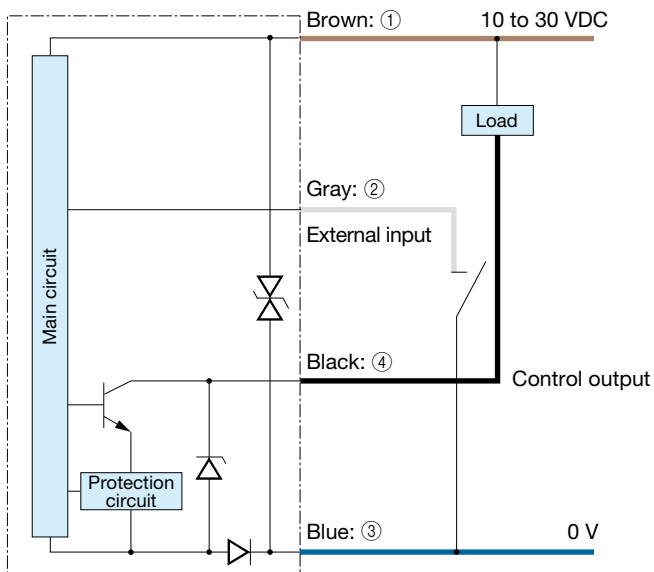 Brown: ① 10 to 30 VDC
Load
Gray: ②
External input
Main circuit
Black: ④
Control output
Protection
circuit
Blue: ③ 0 V